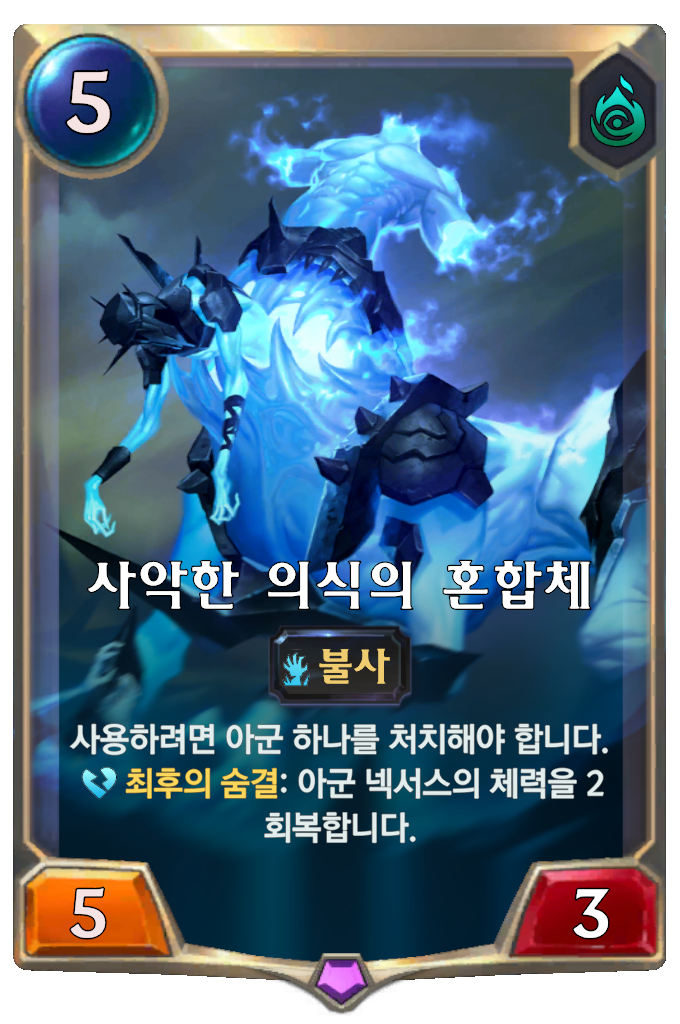 5
사악한 의식의 혼합체
불사
사용하려면 아군 하나를 처치해야 합니다.
최후의 숨결: 아군 넥서스의 체력을 2
회복합니다.
5 3